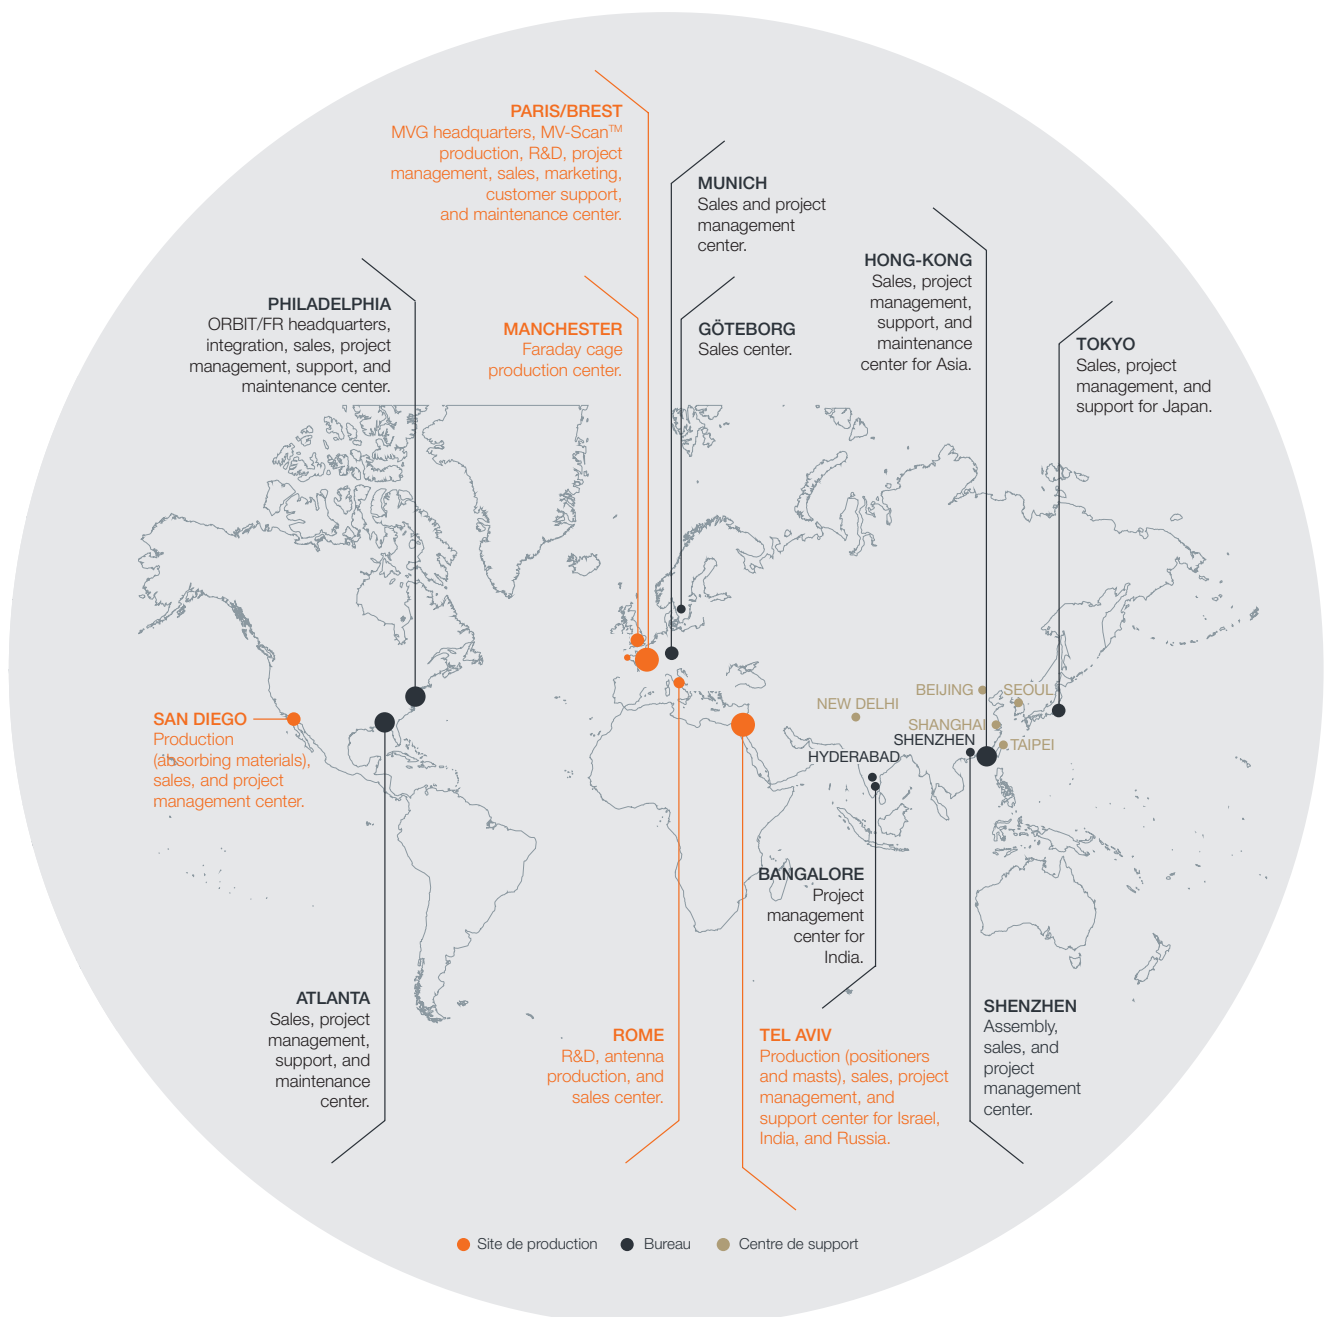 PARIS/BREST
MVG headquarters, MV-Scan™
production, R&D, project
management, sales, marketing,
customer support,
and maintenance center.
MUNICH
Sales and project
management
center.
HONG-KONG
Sales, project
management,
support, and
maintenance
center for Asia.
PHILADELPHIA
ORBIT/FR headquarters,
integration, sales, project
management, support, and
maintenance center.
MANCHESTER
Faraday cage
production center.
GÖTEBORG
Sales center.
TOKYO
Sales, project
management, and
support for Japan.
SAN DIEGO
Production
(absorbing materials),
sales, and project
management center.
NEW DELHI
BEIJING
SEOUL
SHANGHAI
SHENZHEN
TAIPEI
HYDERABAD
BANGALORE
Project
management
center for
India.
ATLANTA
Sales, project
management,
support, and
maintenance
center.
ROME
R&D, antenna
production, and
sales center.
TEL AVIV
Production (positioners
and masts), sales, project
management, and
support center for Israel,
India, and Russia.
SHENZHEN
Assembly,
sales, and
project
management
center.
Site de production
Bureau
Centre de support